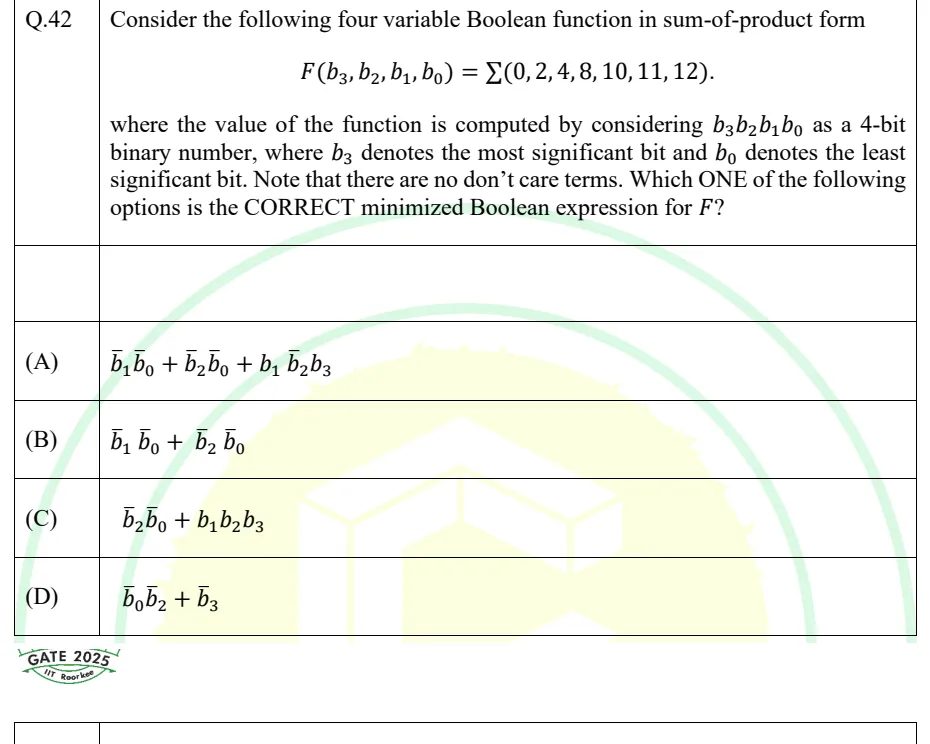 Q.42 Consider the following four variable Boolean function in sum-of-product form
F(b₃, b₂, b₁, b₀) = ∑(0, 2, 4, 8, 10, 11, 12).
where the value of the function is computed by considering b₃b₂b₁b₀ as a 4-bit
binary number, where b₃ denotes the most significant bit and b₀ denotes the least
significant bit. Note that there are no don’t care terms. Which ONE of the following
options is the CORRECT minimized Boolean expression for F?
(A) b̅₁b̅₀ + b̅₂b̅₀ + b₁ b̅₂b₃
(B) b̅₁ b̅₀ + b̅₂ b̅₀
(C) b̅₂b̅₀ + b₁b₂b₃
(D) b̅₀b̅₂ + b̅₃
GATE 2025
IIT Roorkee